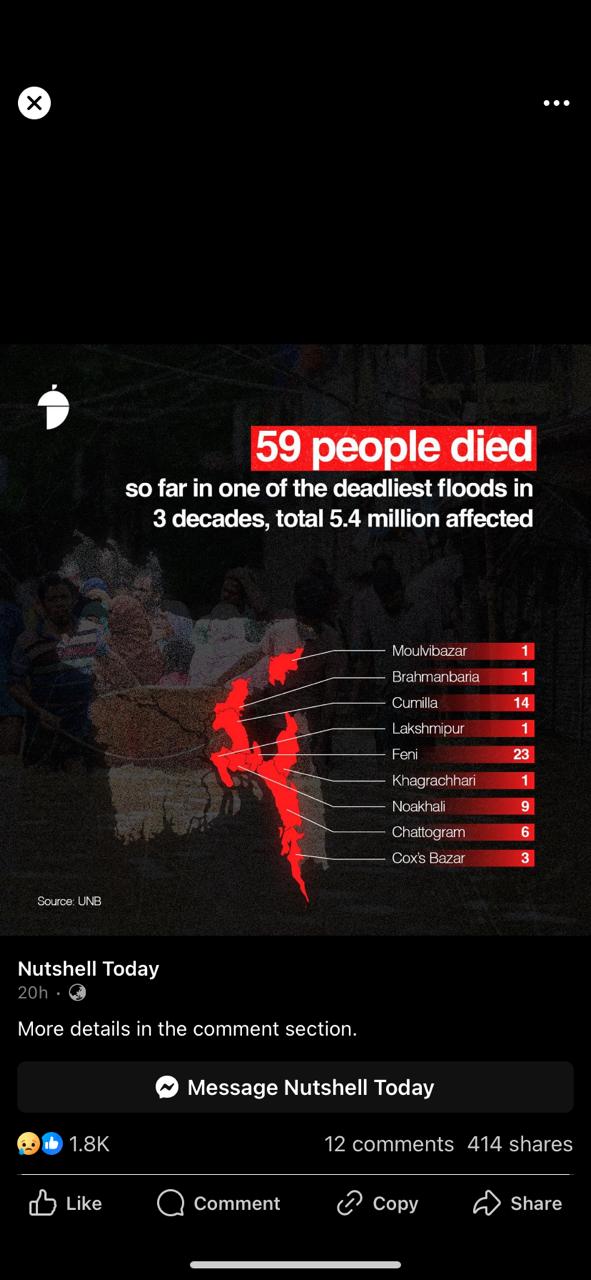 59 people died
so far in one of the deadliest floods in
3 decades, total 5.4 million affected
Moulvibazar 1
Brahmanbaria 1
Cumilla 14
Lakshmipur 1
Feni 23
Khagrachhari 1
Noakhali 9
Chattogram 6
Cox's Bazar 3
Source: UNB
Nutshell Today
20h ·
More details in the comment section.
Message Nutshell Today
1.8K 12 comments 414 shares
Like Comment Copy Share